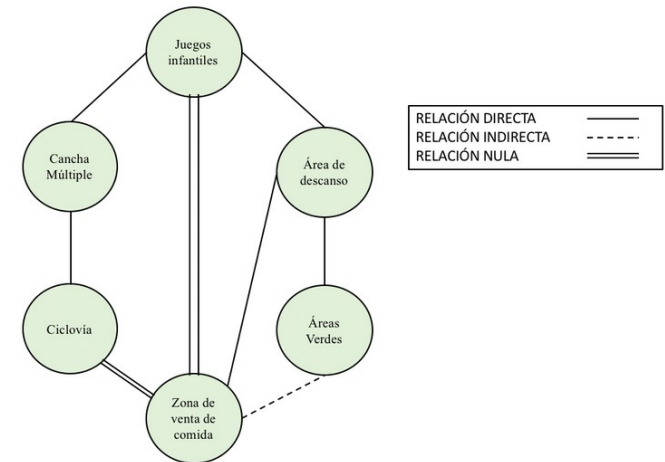 Juegos
infantiles
Cancha
Múltiple
Área de
descanso
Ciclovía
Áreas
Verdes
Zona de
venta de
comida
RELACIÓN DIRECTA
RELACIÓN INDIRECTA
RELACIÓN NULA